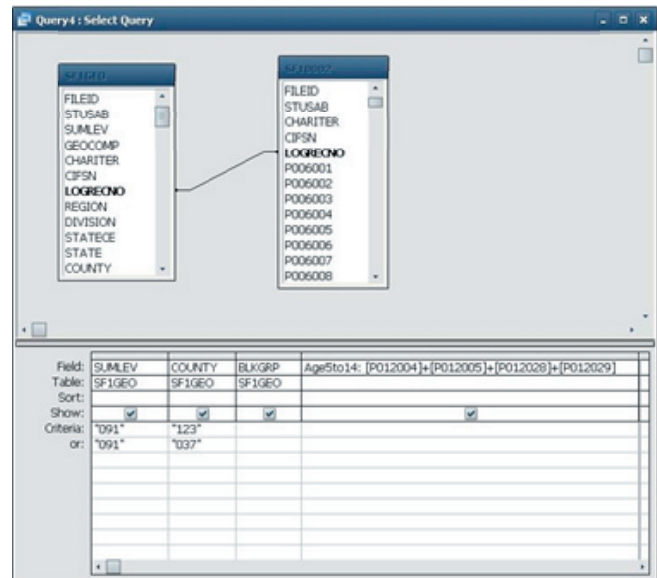 Query4 : Select Query
SF1GEO
FILEID
STUSAB
SUMLEV
GEOCOMP
CHARITER
CIFSN
LOGRECNO
REGION
DIVISION
STATECE
STATE
COUNTY
SF10002
FILEID
STUSAB
CHARITER
CIFSN
LOGRECNO
P006001
P006002
P006003
P006004
P006005
P006006
P006007
P006008
Field: SUMLEV COUNTY BLKGRP Age5to14: [P012004]+[P012005]+[P012028]+[P012029]
Table: SF1GEO SF1GEO SF1GEO
Sort:
Show:
Criteria: "091" "123"
or: "091" "037"